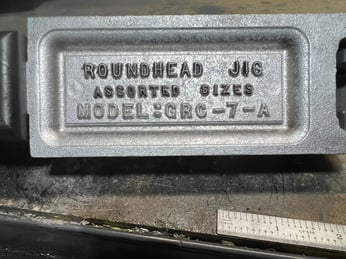 ROUNDHEAD JIG
ASSORTED SIZES
MODEL:GRC-7-A